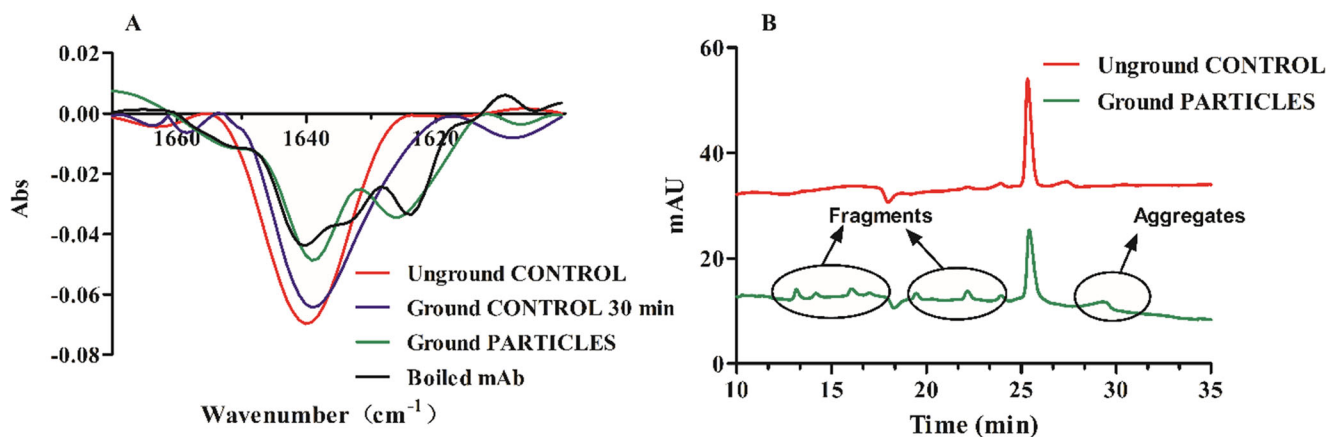 A
0.02
0.00
-0.02
-0.04
-0.06
-0.08
Abs
1660
1640
1620
Unground CONTROL
Ground CONTROL 30 min
Ground PARTICLES
Boiled mAb
Wavenumber (cm⁻¹)
B
60
40
20
0
mAU
Unground CONTROL
Ground PARTICLES
Fragments
Aggregates
10
15
20
25
30
35
Time (min)